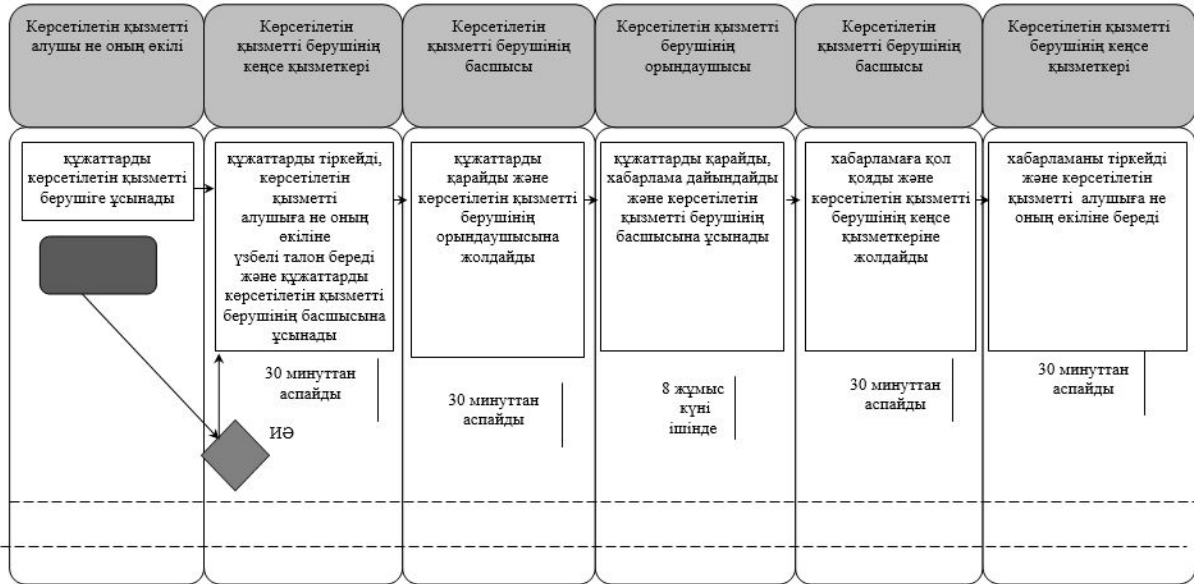 Көрсетілетін қызметті
алушы не оның өкілі
Көрсетілетін
қызметті берушінің
кеңсе қызметкері
Көрсетілетін
қызметті берушінің
басшысы
Көрсетілетін қызметті
берушінің
орындаушысы
Көрсетілетін
қызметті берушінің
басшысы
Көрсетілетін қызметті
берушінің кеңсе
қызметкері
құжаттарды
көрсетілетін қызметті
берушіге ұсынады
құжаттарды тіркейді,
көрсетілетін
қызметті
алушыға не оның
өкіліне
үзбелі талон береді
және құжаттарды
көрсетілетін қызметті
берушінің басшысына
ұсынады
құжаттарды
қарайды және
көрсетілетін қызметті
берушінің
орындаушысына
жолдайды
құжаттарды қарайды,
хабарлама дайындайды
және көрсетілетін
қызметті берушінің
басшысына ұсынады
хабарламаға қол
қояды және
көрсетілетін қызметті
берушінің кеңсе
қызметкеріне
жолдайды
хабарламаны тіркейді
және көрсетілетін
қызметті алушыға не
оның өкіліне береді
30 минуттан
аспайды
30 минуттан
аспайды
8 жұмыс
күні
ішінде
30 минуттан
аспайды
30 минуттан
аспайды
ИӘ